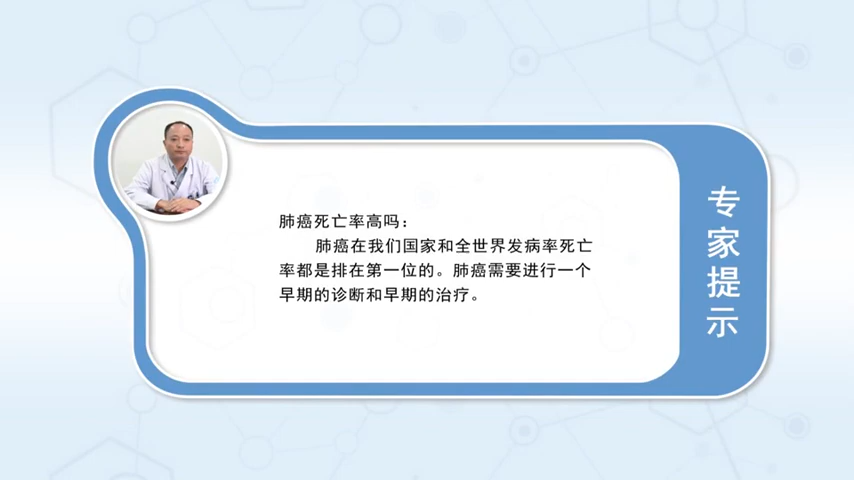 肺癌死亡率高吗：
肺癌在我们国家和全世界发病率死亡
率都是排在第一位的。肺癌需要进行一个
早期的诊断和早期的治疗。
专家提示